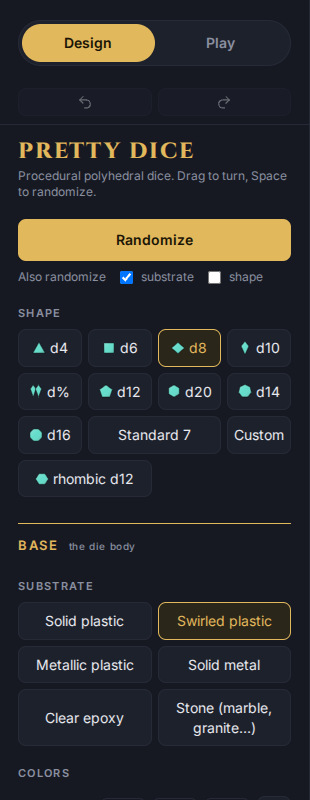 Design Play
PRETTY DICE
Procedural polyhedral dice. Drag to turn, Space
to randomize.
Randomize
Also randomize substrate shape
SHAPE
d4 d6 d8 d10
d% d12 d20 d14
d16 Standard 7 Custom
rhombic d12
BASE the die body
SUBSTRATE
Solid plastic Swirled plastic
Metallic plastic Solid metal
Clear epoxy Stone (marble,
granite...)
COLORS